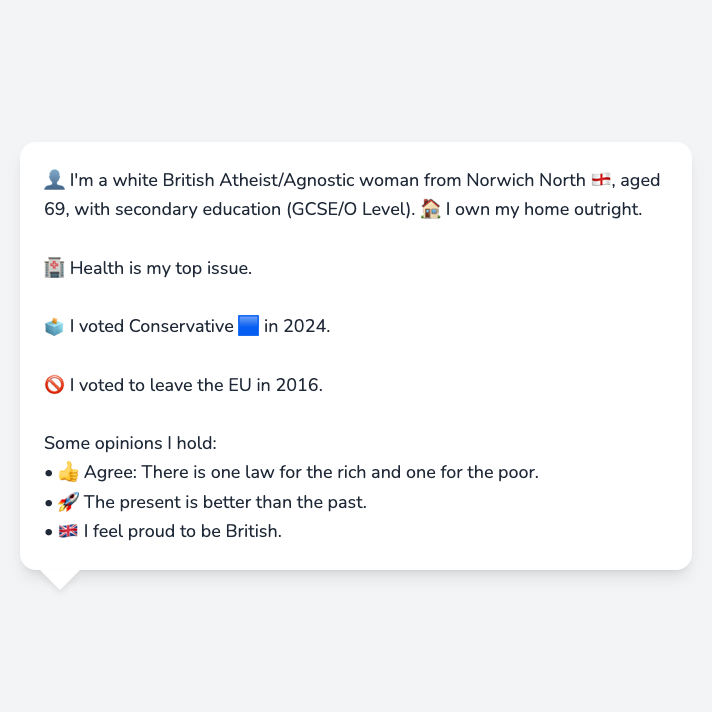 👤 I'm a white British Atheist/Agnostic woman from Norwich North 🏴󠁧󠁢󠁥󠁮󠁧󠁿, aged
69, with secondary education (GCSE/O Level). 🏠 I own my home outright.
🏥 Health is my top issue.
🗳️ I voted Conservative 🟦 in 2024.
🚫 I voted to leave the EU in 2016.
Some opinions I hold:
• 👍 Agree: There is one law for the rich and one for the poor.
• 🚀 The present is better than the past.
• 🇬🇧 I feel proud to be British.